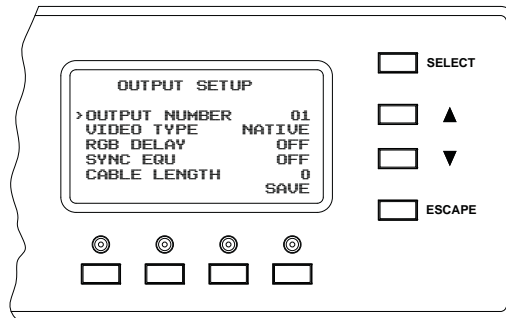 OUTPUT SETUP
>OUTPUT NUMBER 01
VIDEO TYPE NATIVE
RGB DELAY OFF
SYNC EQU OFF
CABLE LENGTH 0
SAVE
SELECT
▲
▼
ESCAPE